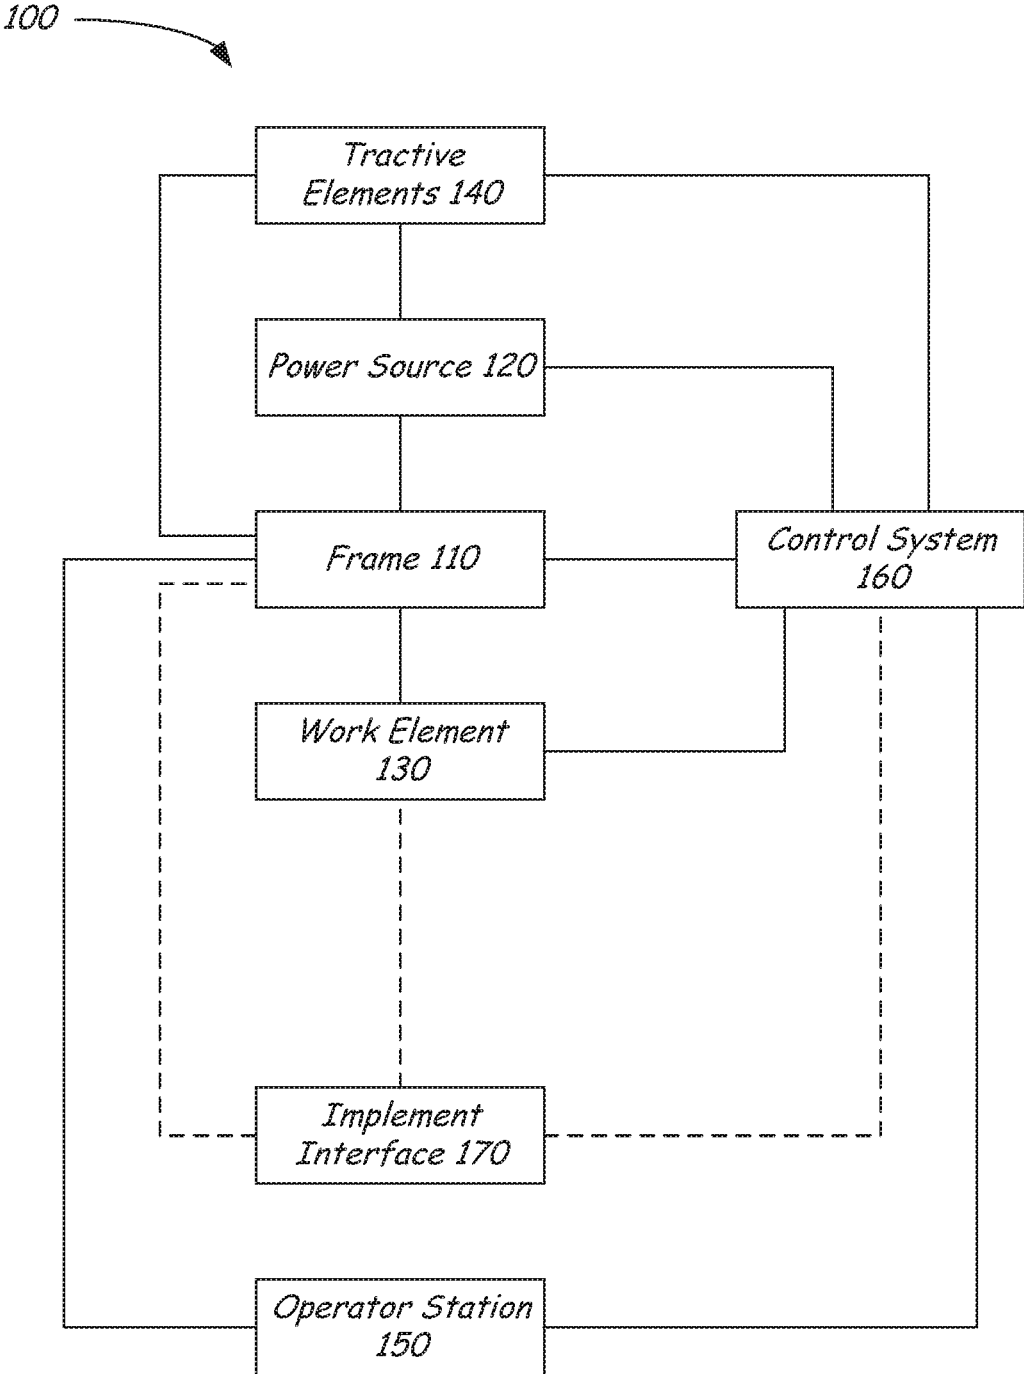 100
Tractive
Elements 140
Power Source 120
Frame 110
Control System
160
Work Element
130
Implement
Interface 170
Operator Station
150